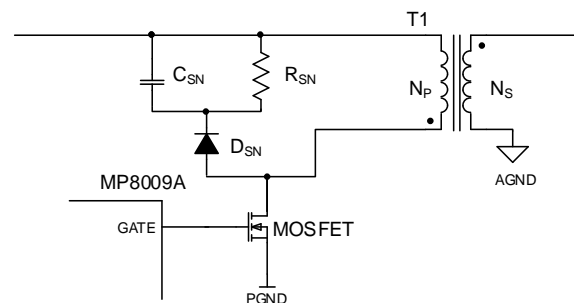 T1
CSN
RSN
NP
NS
DSN
AGND
MP8009A
GATE
MOSFET
PGND